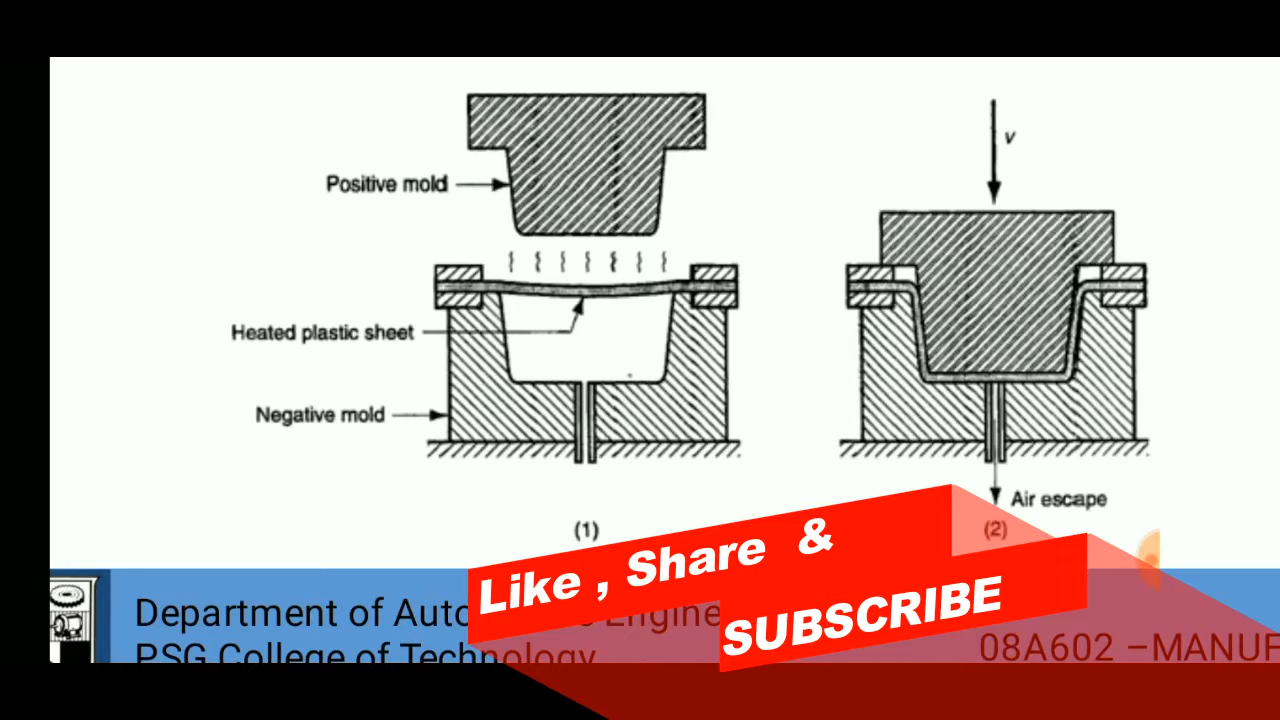 Positive mold
v
Heated plastic sheet
Negative mold
Air escape
(1)
(2)
Like , Share &
SUBSCRIBE
Department of Auto
Engine
PSG College of Technology
08A602 –MANUF